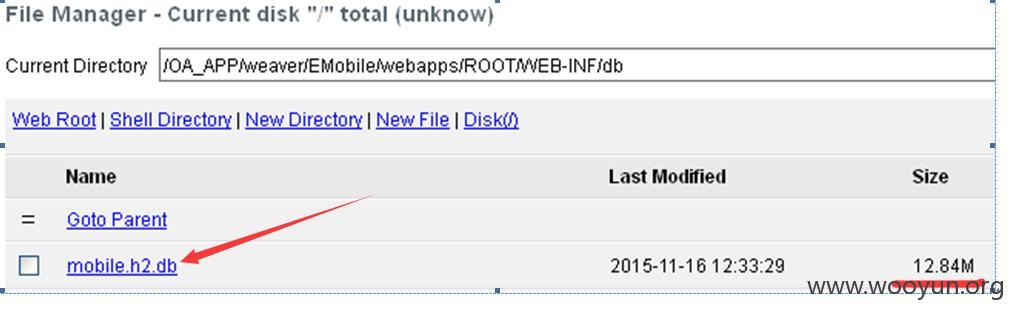 File Manager - Current disk "/" total (unknow)
Current Directory /OA_APP/weaver/EMobile/webapps/ROOT/WEB-INF/db
Web Root | Shell Directory | New Directory | New File | Disk(/)
Name Last Modified Size
= Goto Parent
mobile.h2.db 2015-11-16 12:33:29 12.84M
www.wooyun.org